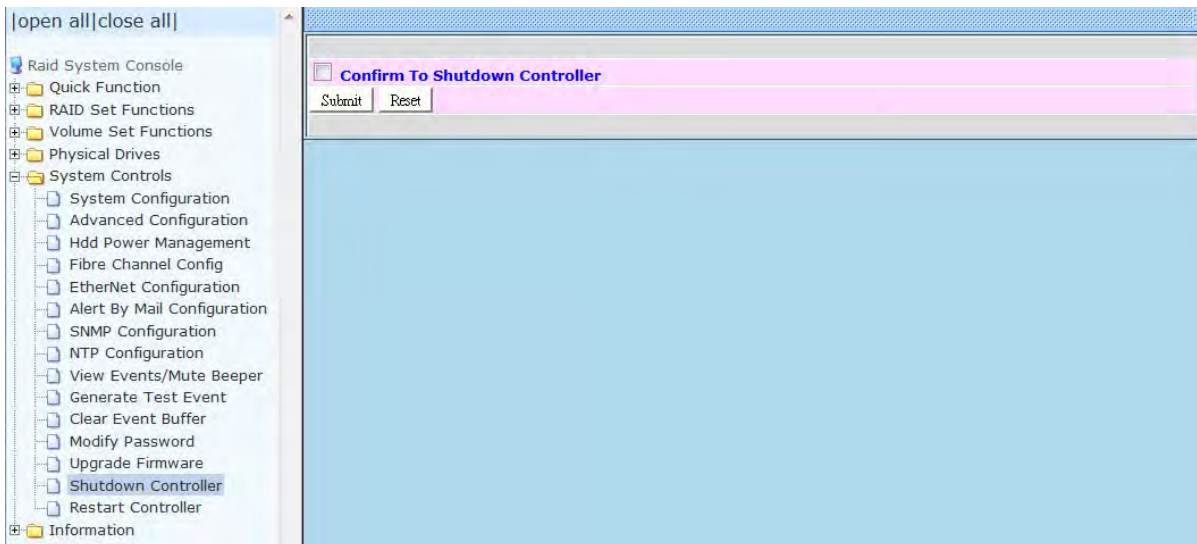 |open all|close all|
Raid System Console
Quick Function
RAID Set Functions
Volume Set Functions
Physical Drives
System Controls
System Configuration
Advanced Configuration
Hdd Power Management
Fibre Channel Config
EtherNet Configuration
Alert By Mail Configuration
SNMP Configuration
NTP Configuration
View Events/Mute Beeper
Generate Test Event
Clear Event Buffer
Modify Password
Upgrade Firmware
Shutdown Controller
Restart Controller
Information
Confirm To Shutdown Controller
Submit Reset